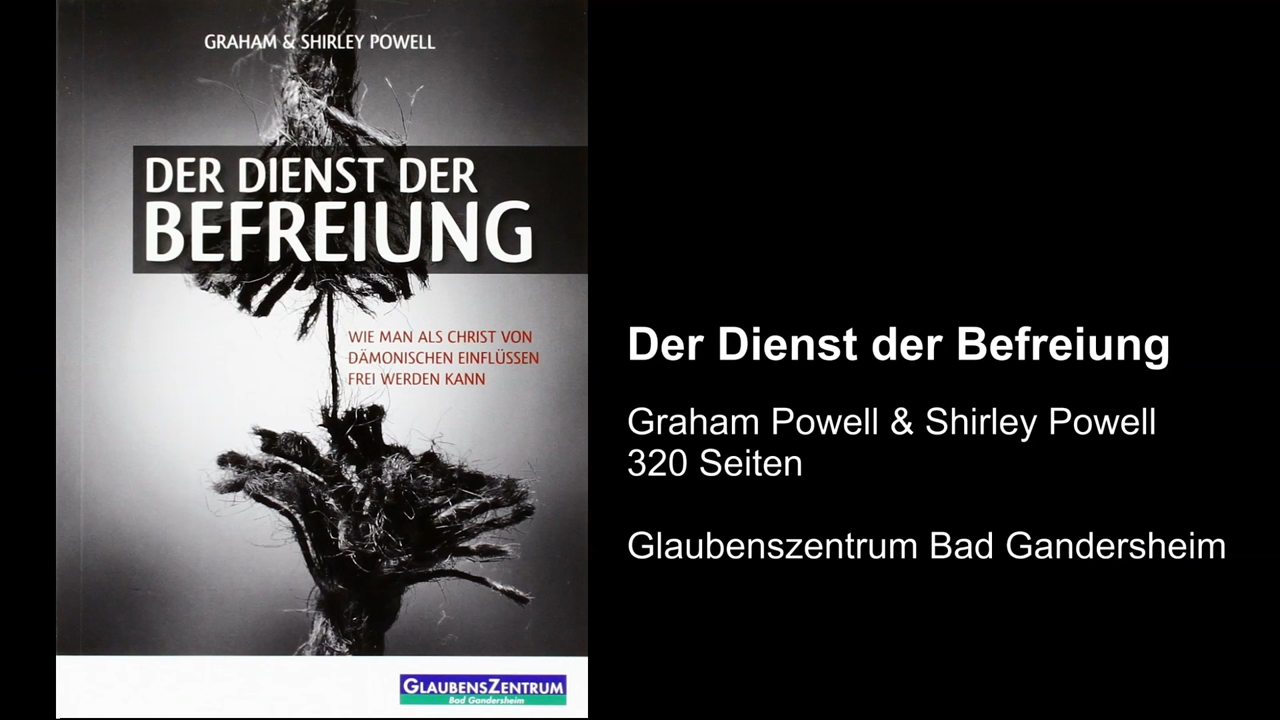 GRAHAM & SHIRLEY POWELL
DER DIENST DER
BEFREIUNG
WIE MAN ALS CHRIST VON
DÄMONISCHEN EINFLÜSSEN
FREI WERDEN KANN
GLAUBENSZENTRUM
Bad Gandersheim
Der Dienst der Befreiung
Graham Powell & Shirley Powell
320 Seiten
Glaubenszentrum Bad Gandersheim